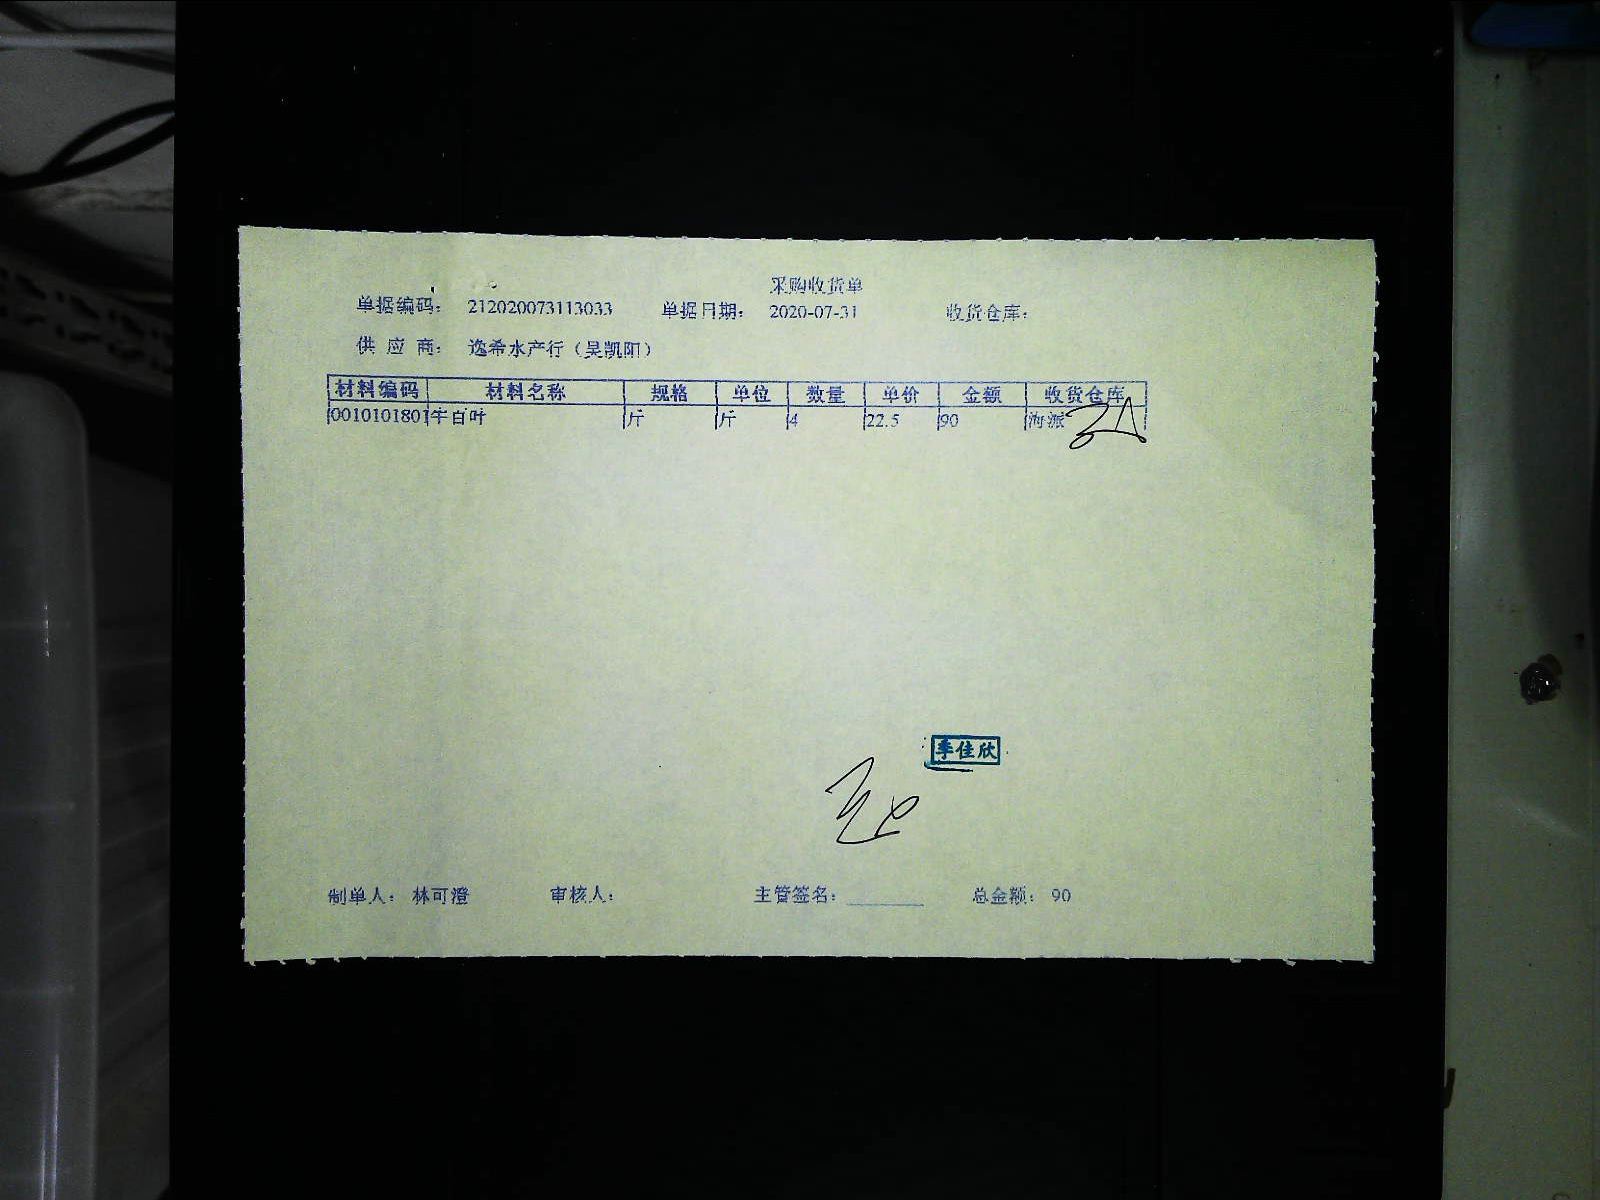 采购收货单
单据编码： 212020073113033 单据日期： 2020-07-31 收货仓库：
供 应 商： 逸希水产行（吴凯阳）
材料编码 材料名称 规格 单位 数量 单价 金额 收货仓库
0010101801 牛百叶 斤 斤 4 22.5 90 海派
李佳欣
制单人： 林可澄 审核人： 主管签名：________ 总金额： 90